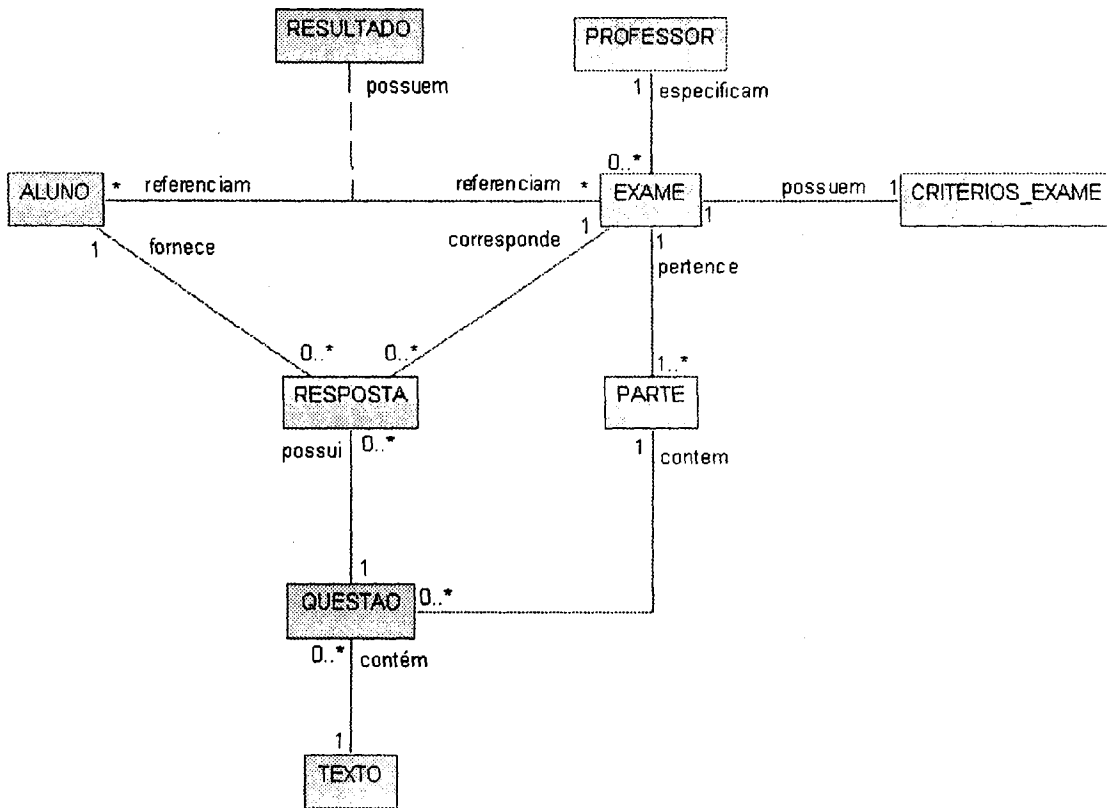 RESULTADO
PROFESSOR
possuem
1 especificam
0..*
ALUNO * referenciam referenciam * EXAME possuem 1 CRITERIOS_EXAME
1
1 fornece corresponde 1 1
pertence
0..* 0..* 1..*
RESPOSTA PARTE
possui 0..* 1 contem
1
QUESTAO 0..*
0..* contém
1
TEXTO